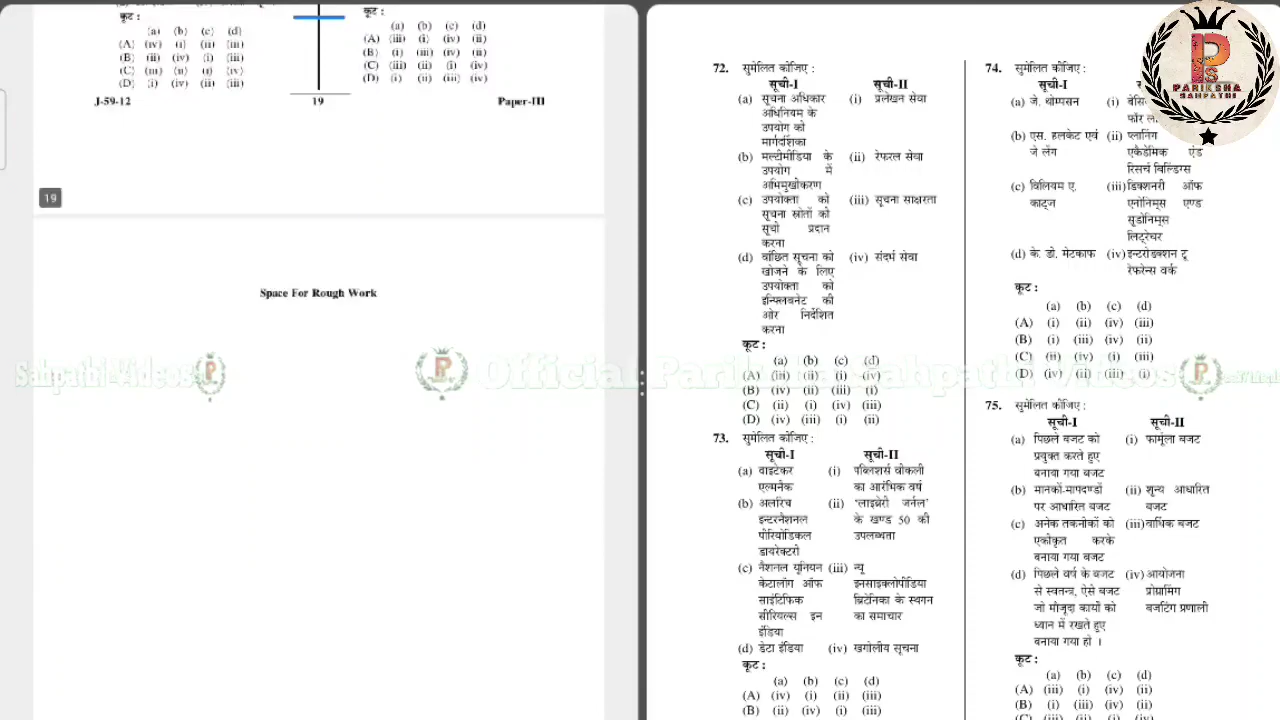 कूट :
(a) (b) (c) (d)
(A) (iv) (i) (ii) (iii)
(B) (ii) (iv) (i) (iii)
(C) (iii) (ii) (i) (iv)
(D) (i) (iv) (ii) (iii)
कूट :
(a) (b) (c) (d)
(A) (iii) (i) (iv) (ii)
(B) (i) (iii) (iv) (ii)
(C) (iii) (ii) (i) (iv)
(D) (i) (ii) (iii) (iv)
J-59-12 19 Paper-III
19
Space For Rough Work
72. सुमेलित कीजिए :
सूची-I सूची-II
(a) सूचना अधिकार (i) प्रलेखन सेवा
अधिनियम के
उपयोग की
मार्गदर्शिका
(b) मल्टीमीडिया के (ii) रेफरल सेवा
उपयोग में
अभिमुखीकरण
(c) उपयोक्ता को (iii) सूचना साक्षरता
सूचना स्रोतों की
सूची प्रदान
करना
(d) वांछित सूचना को (iv) संदर्भ सेवा
खोजने के लिए
उपयोक्ता को
इन्फ्लिबनेट की
ओर निर्देशित
करना
कूट :
(a) (b) (c) (d)
(A) (iii) (ii) (i) (iv)
(B) (iv) (ii) (iii) (i)
(C) (ii) (i) (iv) (iii)
(D) (iv) (iii) (i) (ii)
73. सुमेलित कीजिए :
सूची-I सूची-II
(a) वाइटेकर (i) पब्लिशर्स वीकली
एल्मनैक का आरंभिक वर्ष
(b) अलरिच (ii) 'लाइब्रेरी जर्नल'
इन्टरनैशनल के खण्ड 50 की
पीरियोडिकल उपलब्धता
डायरेक्टरी
(c) नैशनल यूनियन (iii) न्यू
केटालॉग ऑफ इनसाइक्लोपीडिया
साइंटिफिक ब्रिटेनिका के स्थगन
सीरियल्स इन का समाचार
इंडिया
(d) डेटा इंडिया (iv) खगोलीय सूचना
कूट :
(a) (b) (c) (d)
(A) (iv) (i) (ii) (iii)
(B) (ii) (iv) (i) (iii)
74. सुमेलित कीजिए :
सूची-I
(a) जे. थोम्पसन (i)
फॉर
(b) एस. हलकेट एवं (ii) प्लानिंग
जे लेंग एकैडेमिक एंड
रिसर्च बिल्डिंग्स
(c) विलियम ए. (iii) डिक्शनरी ऑफ
काट्ज एनोनिम्स एण्ड
सूडोनिम्स
लिट्रेचर
(d) के. डी. मेटकाफ (iv) इन्टरोडक्शन टू
रेफरेन्स वर्क
कूट :
(a) (b) (c) (d)
(A) (i) (ii) (iv) (iii)
(B) (i) (iii) (iv) (ii)
(C) (ii) (iv) (i) (iii)
(D) (iv) (ii) (iii) (i)
75. सुमेलित कीजिए :
सूची-I सूची-II
(a) पिछले बजट को (i) फार्मूला बजट
प्रयुक्त करते हुए
बनाया गया बजट
(b) मानकों-मापदण्डों (ii) शून्य आधारित
पर आधारित बजट बजट
(c) अनेक तकनीकों को (iii) वार्षिक बजट
एकीकृत करके
बनाया गया बजट
(d) पिछले वर्ष के बजट (iv) आयोजना
से स्वतन्त्र, ऐसे बजट प्रोग्रामिंग
जो मौजूदा कार्यों को बजटिंग प्रणाली
ध्यान में रखते हुए
बनाया गया हो ।
कूट :
(a) (b) (c) (d)
(A) (iii) (i) (iv) (ii)
(B) (i) (iii) (iv) (ii)
PARIKSHA
SAHPATHI
Sahpathi Videos
Official Pariksha Sahpathi Videos